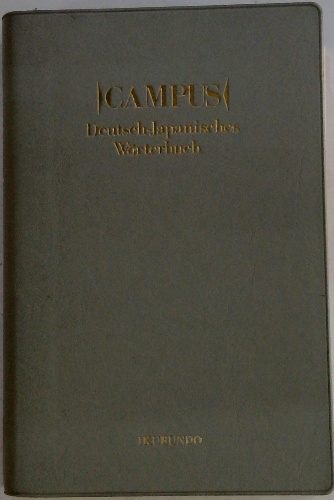 CAMPUS
Deutsch-Japanisches
Wörterbuch
IKUBUNDO